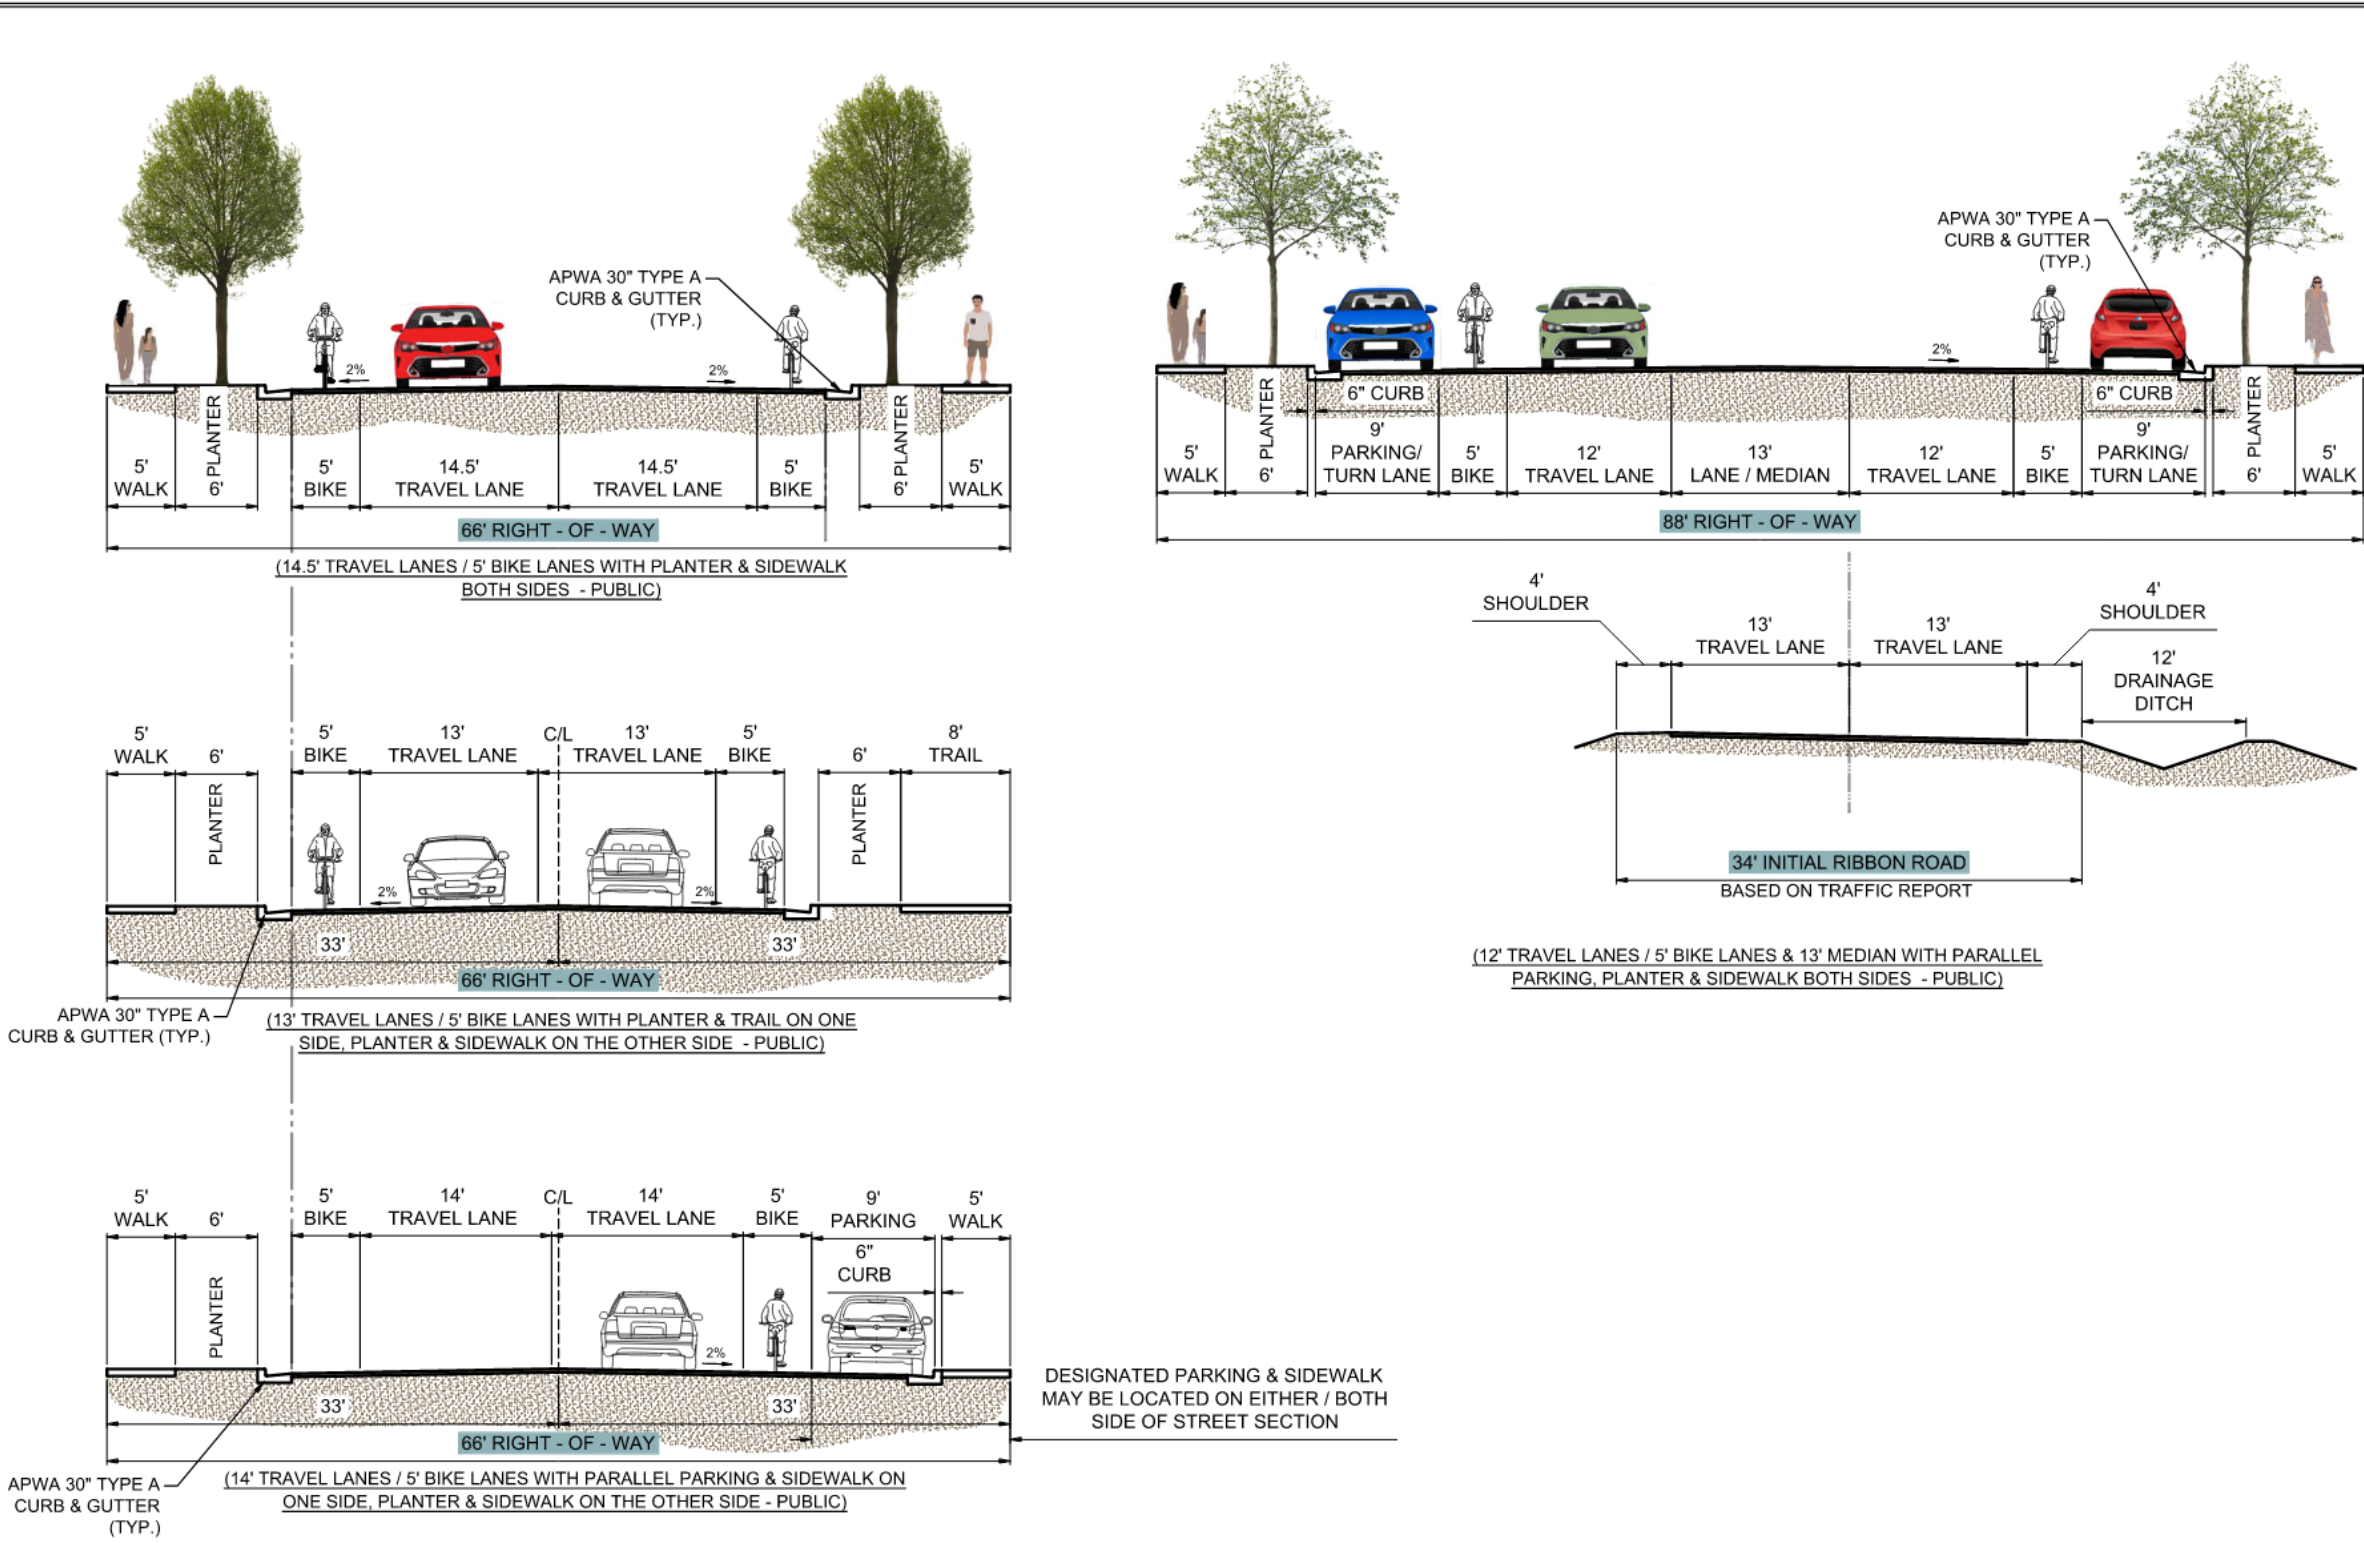 APWA 30" TYPE A
CURB & GUTTER
(TYP.)
2%
2%
PLANTER
PLANTER
5'
WALK
6'
5'
BIKE
14.5'
TRAVEL LANE
14.5'
TRAVEL LANE
5'
BIKE
6'
5'
WALK
66' RIGHT - OF - WAY
(14.5' TRAVEL LANES / 5' BIKE LANES WITH PLANTER & SIDEWALK
BOTH SIDES - PUBLIC)
5'
WALK
6'
PLANTER
5'
BIKE
13'
TRAVEL LANE
C/L
13'
TRAVEL LANE
5'
BIKE
6'
PLANTER
8'
TRAIL
2%
2%
33'
33'
66' RIGHT - OF - WAY
APWA 30" TYPE A
CURB & GUTTER (TYP.)
(13' TRAVEL LANES / 5' BIKE LANES WITH PLANTER & TRAIL ON ONE
SIDE, PLANTER & SIDEWALK ON THE OTHER SIDE - PUBLIC)
5'
WALK
6'
PLANTER
5'
BIKE
14'
TRAVEL LANE
C/L
14'
TRAVEL LANE
5'
BIKE
9'
PARKING
6"
CURB
5'
WALK
2%
33'
33'
66' RIGHT - OF - WAY
DESIGNATED PARKING & SIDEWALK
MAY BE LOCATED ON EITHER / BOTH
SIDE OF STREET SECTION
APWA 30" TYPE A
CURB & GUTTER
(TYP.)
(14' TRAVEL LANES / 5' BIKE LANES WITH PARALLEL PARKING & SIDEWALK ON
ONE SIDE, PLANTER & SIDEWALK ON THE OTHER SIDE - PUBLIC)
APWA 30" TYPE A
CURB & GUTTER
(TYP.)
2%
6" CURB
6" CURB
PLANTER
PLANTER
5'
WALK
6'
9'
PARKING/
TURN LANE
5'
BIKE
12'
TRAVEL LANE
13'
LANE / MEDIAN
12'
TRAVEL LANE
5'
BIKE
9'
PARKING/
TURN LANE
6'
5'
WALK
88' RIGHT - OF - WAY
4'
SHOULDER
13'
TRAVEL LANE
13'
TRAVEL LANE
4'
SHOULDER
12'
DRAINAGE
DITCH
34' INITIAL RIBBON ROAD
BASED ON TRAFFIC REPORT
(12' TRAVEL LANES / 5' BIKE LANES & 13' MEDIAN WITH PARALLEL
PARKING, PLANTER & SIDEWALK BOTH SIDES - PUBLIC)